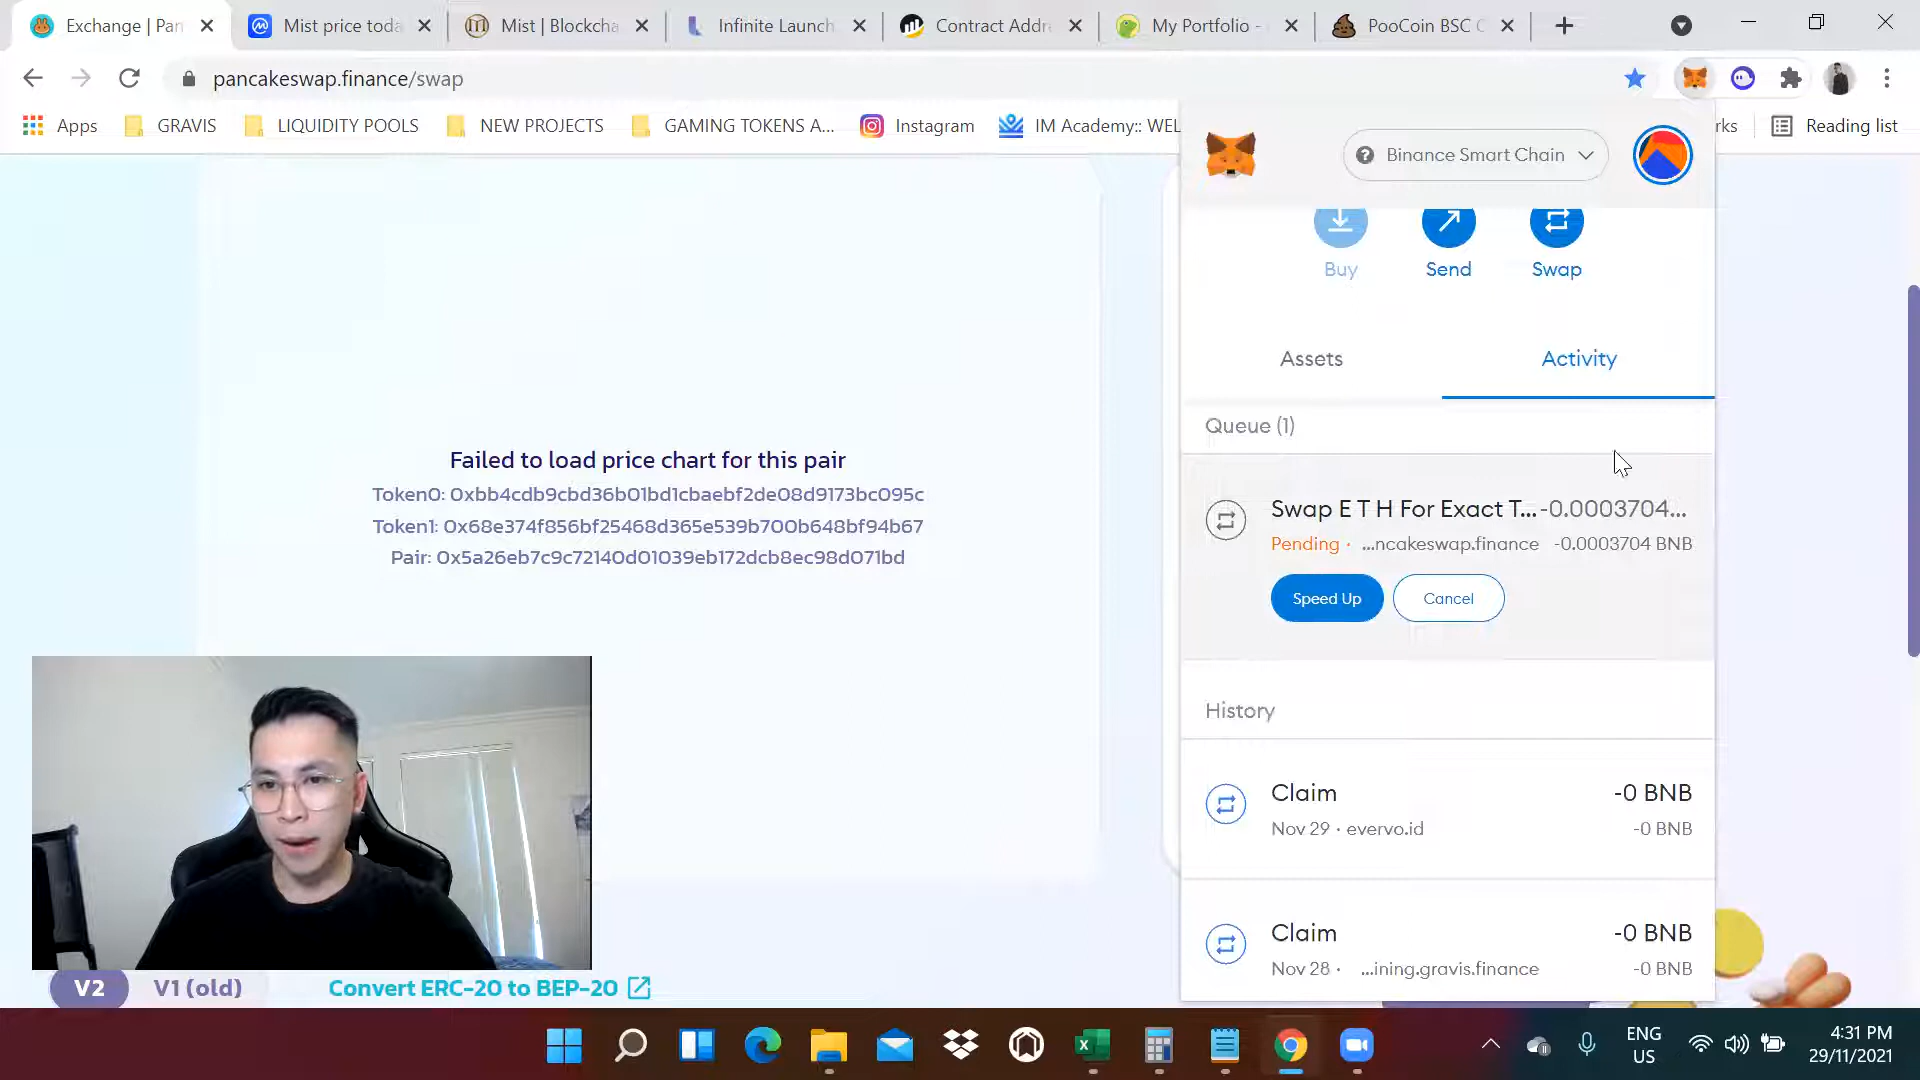 Exchange | Pan
Mist price toda
Mist | Blockcha
Infinite Launch
Contract Addr
My Portfolio -
PooCoin BSC C
pancakeswap.finance/swap
Apps
GRAVIS
LIQUIDITY POOLS
NEW PROJECTS
GAMING TOKENS A...
Instagram
IM Academy:: WEL
rks
Reading list
Binance Smart Chain
Buy
Send
Swap
Assets
Activity
Queue (1)
Swap E T H For Exact T... -0.0003704...
Pending · ...ncakeswap.finance -0.0003704 BNB
Speed Up
Cancel
History
Claim -0 BNB
Nov 29 · evervo.id -0 BNB
Claim -0 BNB
Nov 28 · ...ining.gravis.finance -0 BNB
Failed to load price chart for this pair
Token0: 0xbb4cdb9cbd36b01bd1cbaebf2de08d9173bc095c
Token1: 0x68e374f856bf25468d365e539b700b648bf94b67
Pair: 0x5a26eb7c9c72140d01039eb172dcb8ec98d071bd
V2
V1 (old)
Convert ERC-20 to BEP-20
ENG
US
4:31 PM
29/11/2021